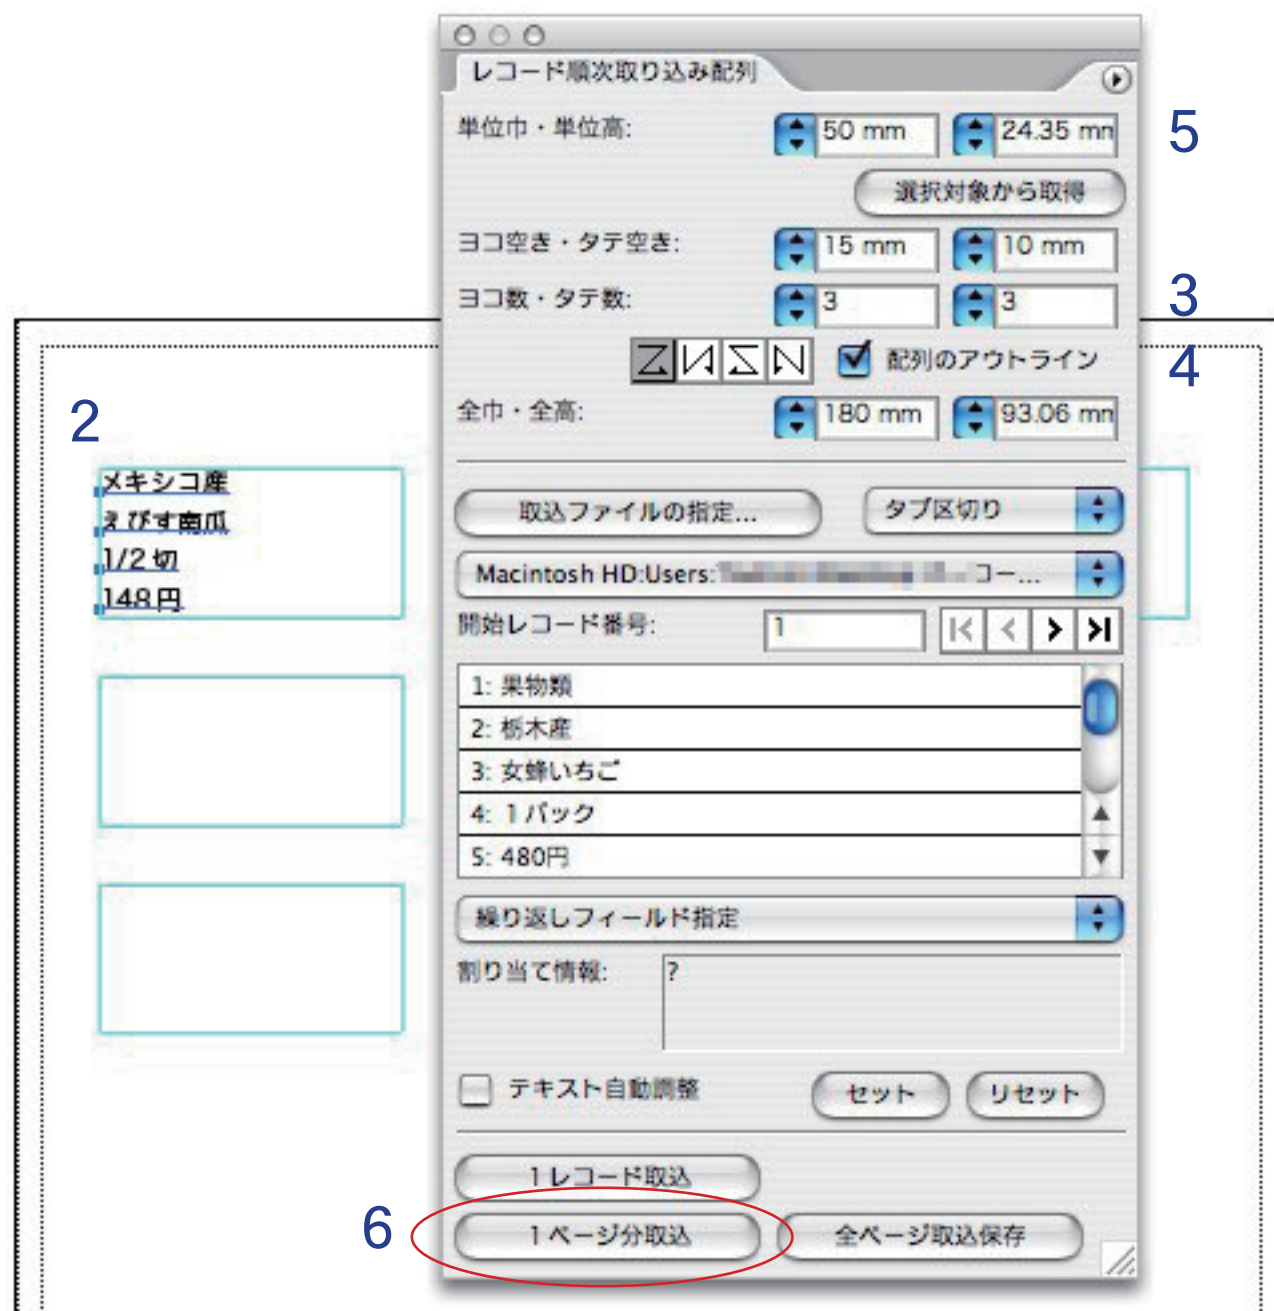 レコード順次取り込み配列
単位巾・単位高: 50 mm 24.35 mm
5
選択対象から取得
ヨコ空き・タテ空き: 15 mm 10 mm
ヨコ数・タテ数: 3 3
3
配列のアウトライン
4
全巾・全高: 180 mm 93.06 mm
2
メキシコ産
えびす南瓜
1/2切
148円
取込ファイルの指定... タブ区切り
Macintosh HD:Users: コー...
開始レコード番号: 1
1: 果物類
2: 栃木産
3: 女蜂いちご
4: 1パック
5: 480円
繰り返しフィールド指定
割り当て情報: ?
テキスト自動調整 セット リセット
1レコード取込
6
1ページ分取込 全ページ取込保存